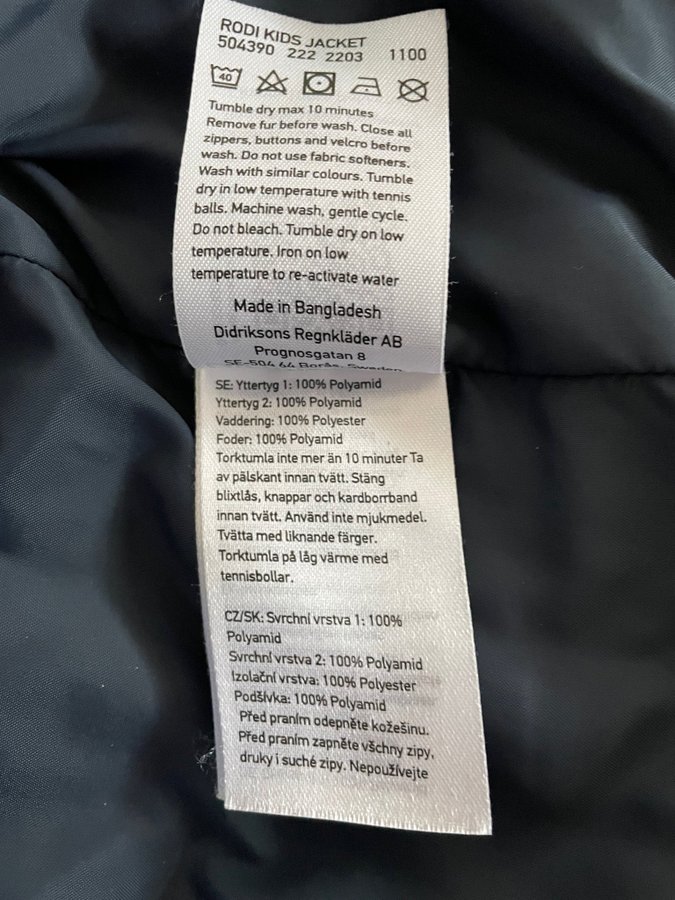 RODI KIDS JACKET
504390 222 2203 1100
40
Tumble dry max 10 minutes
Remove fur before wash. Close all
zippers, buttons and velcro before
wash. Do not use fabric softeners.
Wash with similar colours. Tumble
dry in low temperature with tennis
balls. Machine wash, gentle cycle.
Do not bleach. Tumble dry on low
temperature. Iron on low
temperature to re-activate water
Made in Bangladesh
Didriksons Regnkläder AB
Prognosgatan 8
SE-504 64 Borås, Sweden
SE: Yttertyg 1: 100% Polyamid
Yttertyg 2: 100% Polyamid
Vaddering: 100% Polyester
Foder: 100% Polyamid
Torktumla inte mer än 10 minuter Ta
av pälskant innan tvätt. Stäng
blixtlås, knappar och kardborrband
innan tvätt. Använd inte mjukmedel.
Tvätta med liknande färger.
Torktumla på låg värme med
tennisbollar.
CZ/SK: Svrchní vrstva 1: 100%
Polyamid
Svrchní vrstva 2: 100% Polyamid
Izolační vrstva: 100% Polyester
Podšívka: 100% Polyamid
Před praním odepněte kožešinu.
Před praním zapněte všchny zipy,
druky i suché zipy. Nepoužívejte